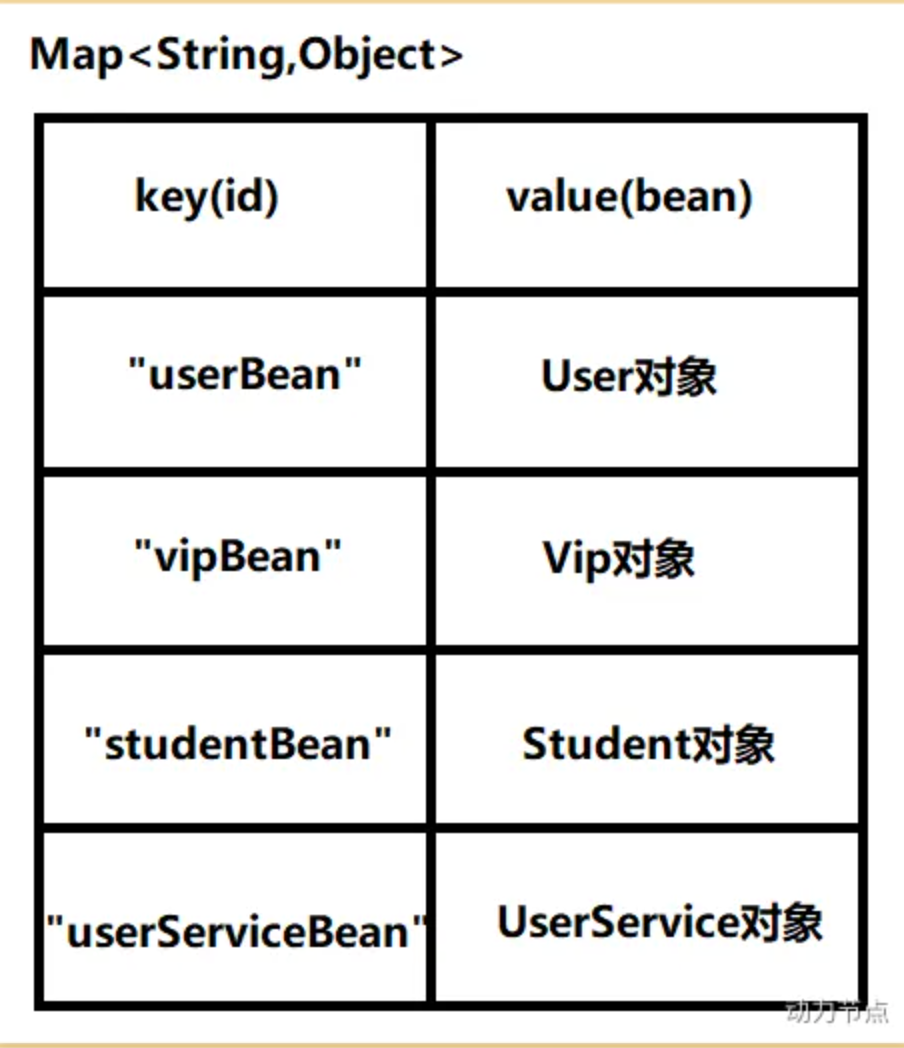 Map<String,Object>
key(id) value(bean)
"userBean" User对象
"vipBean" Vip对象
"studentBean" Student对象
"userServiceBean" UserService对象
动力节点